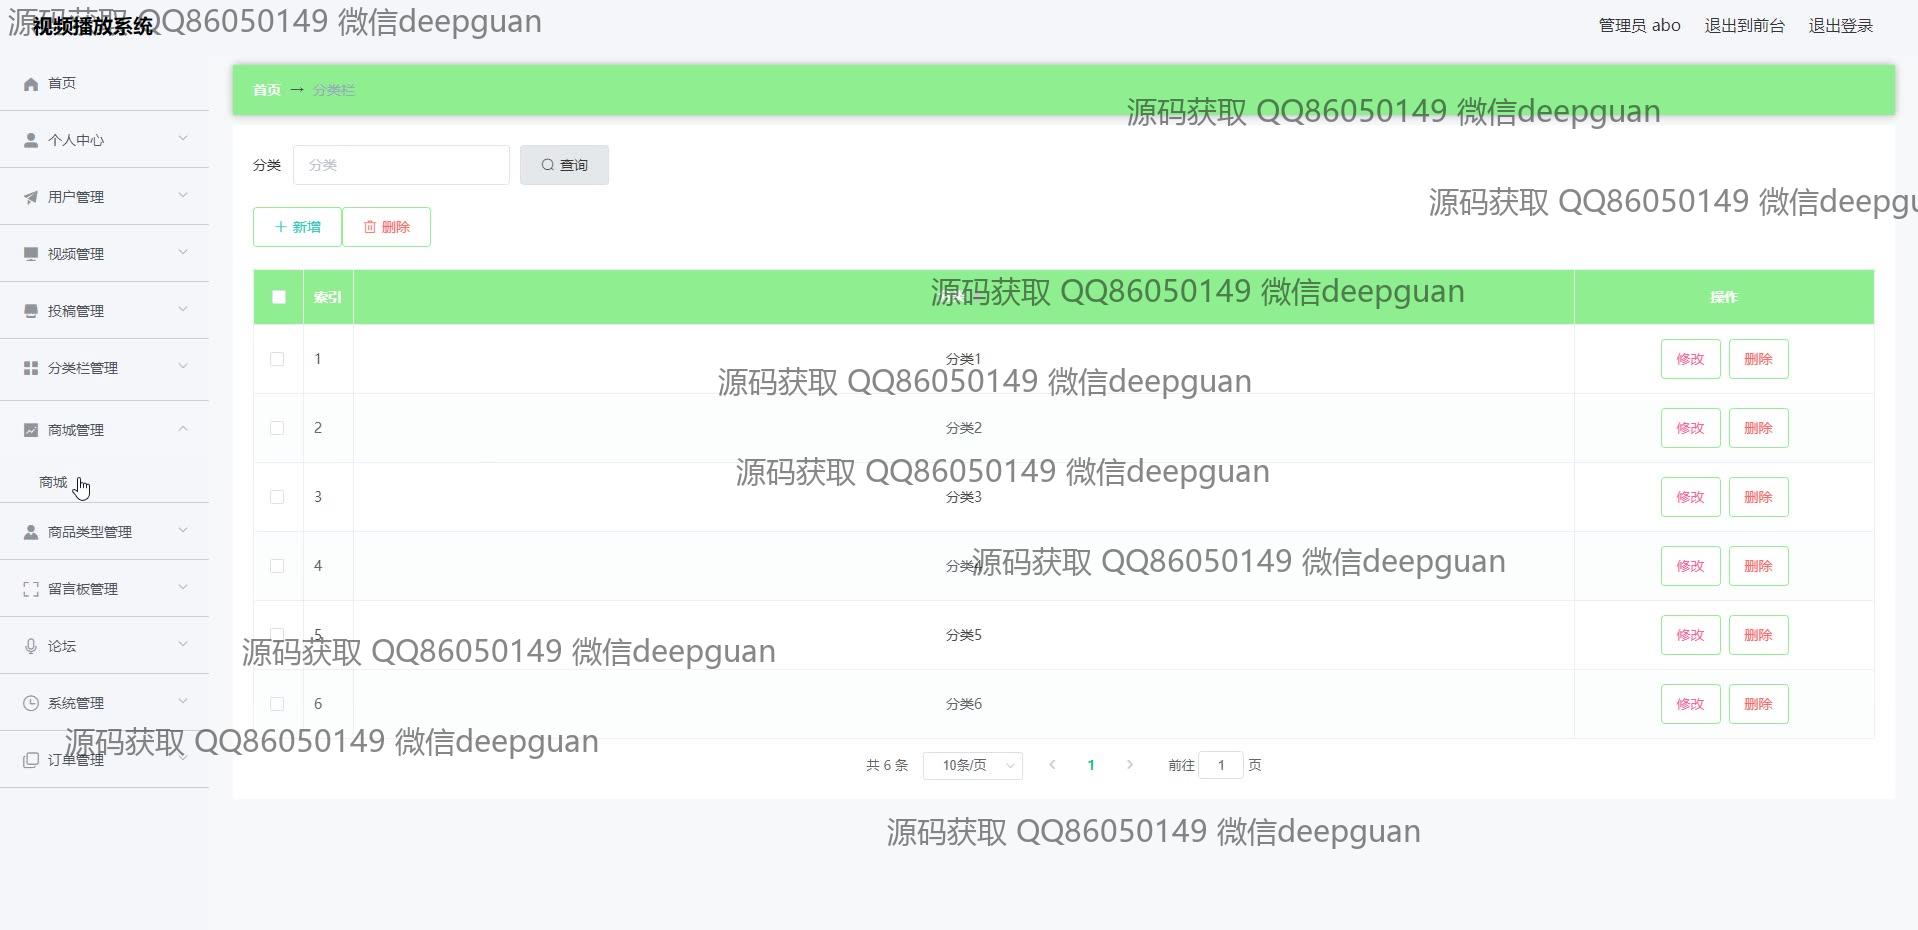 视频播放系统
源码获取 QQ86050149 微信deepguan
管理员 abo 退出到前台 退出登录
首页
个人中心
用户管理
视频管理
投稿管理
分类栏管理
商城管理
商城
商品类型管理
留言板管理
论坛
系统管理
订单管理
首页 → 分类栏
源码获取 QQ86050149 微信deepguan
分类 分类 查询
源码获取 QQ86050149 微信deepgu
新增 删除
索引 操作
源码获取 QQ86050149 微信deepguan
1 分类1 修改 删除
源码获取 QQ86050149 微信deepguan
2 分类2 修改 删除
源码获取 QQ86050149 微信deepguan
3 分类3 修改 删除
源码获取 QQ86050149 微信deepguan
4 分类4 修改 删除
5 分类5 修改 删除
源码获取 QQ86050149 微信deepguan
6 分类6 修改 删除
源码获取 QQ86050149 微信deepguan
共 6 条 10条/页 1 前往 1 页
源码获取 QQ86050149 微信deepguan